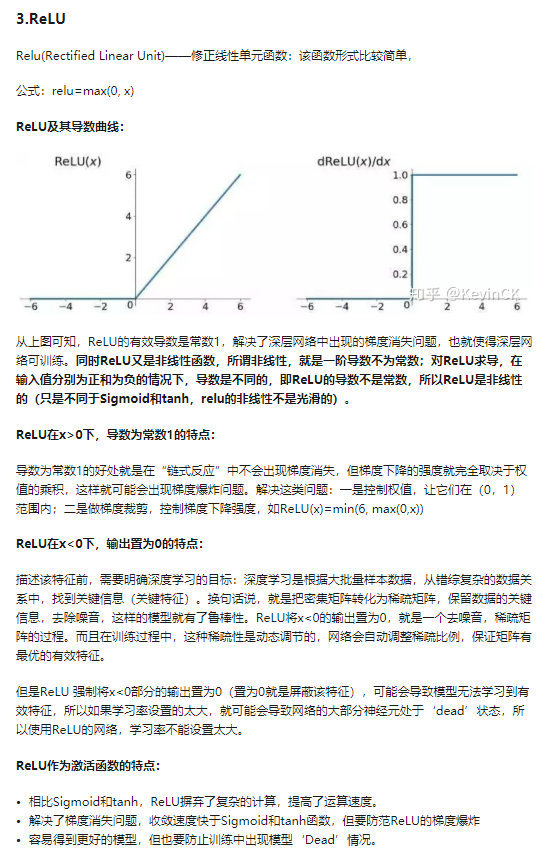 3.ReLU
Relu(Rectified Linear Unit)——修正线性单元函数：该函数形式比较简单，
公式：relu=max(0, x)
ReLU及其导数曲线：
ReLU(x)
dReLU(x)/dx
6
4
2
−6 −4 −2 0 2 4 6
1.0
0.8
0.6
0.4
0.2
−6 −4 −2 0 2 4 6
知乎 @KevinCK
从上图可知，ReLU的有效导数是常数1，解决了深层网络中出现的梯度消失问题，也就使得深层网
络可训练。同时ReLU又是非线性函数，所谓非线性，就是一阶导数不为常数；对ReLU求导，在
输入值分别为正和为负的情况下，导数是不同的，即ReLU的导数不是常数，所以ReLU是非线性
的（只是不同于Sigmoid和tanh，relu的非线性不是光滑的）。
ReLU在x>0下，导数为常数1的特点：
导数为常数1的好处就是在“链式反应”中不会出现梯度消失，但梯度下降的强度就完全取决于权
值的乘积，这样就可能会出现梯度爆炸问题。解决这类问题：一是控制权值，让它们在（0，1）
范围内；二是做梯度裁剪，控制梯度下降强度，如ReLU(x)=min(6, max(0,x))
ReLU在x<0下，输出置为0的特点：
描述该特征前，需要明确深度学习的目标：深度学习是根据大批量样本数据，从错综复杂的数据关
系中，找到关键信息（关键特征）。换句话说，就是把密集矩阵转化为稀疏矩阵，保留数据的关键
信息，去除噪音，这样的模型就有了鲁棒性。ReLU将x<0的输出置为0，就是一个去噪音，稀疏矩
阵的过程。而且在训练过程中，这种稀疏性是动态调节的，网络会自动调整稀疏比例，保证矩阵有
最优的有效特征。
但是ReLU 强制将x<0部分的输出置为0（置为0就是屏蔽该特征），可能会导致模型无法学习到有
效特征，所以如果学习率设置的太大，就可能会导致网络的大部分神经元处于‘dead’状态，所
以使用ReLU的网络，学习率不能设置太大。
ReLU作为激活函数的特点：
• 相比Sigmoid和tanh，ReLU摒弃了复杂的计算，提高了运算速度。
• 解决了梯度消失问题，收敛速度快于Sigmoid和tanh函数，但要防范ReLU的梯度爆炸
• 容易得到更好的模型，但也要防止训练中出现模型‘Dead’情况。